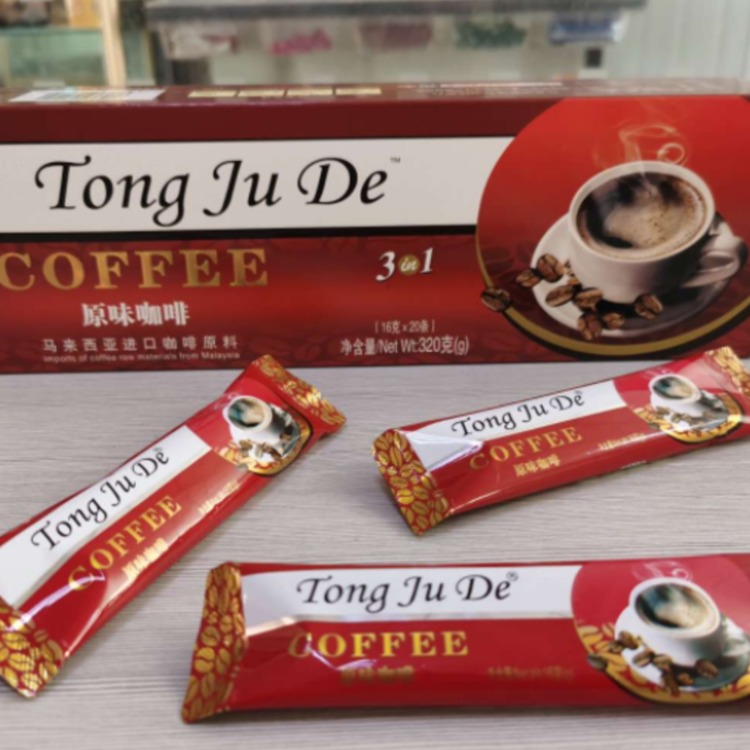 Tong Ju De™
COFFEE
3 in 1
原味咖啡
(16克×20条)
马来西亚进口咖啡原料
净含量/Net Wt:320克(g)
imports of coffee raw materials from Malaysia
Tong Ju De
COFFEE
原味咖啡
Tong Ju De
COFFEE
原味咖啡
Tong Ju De®
COFFEE
原味咖啡